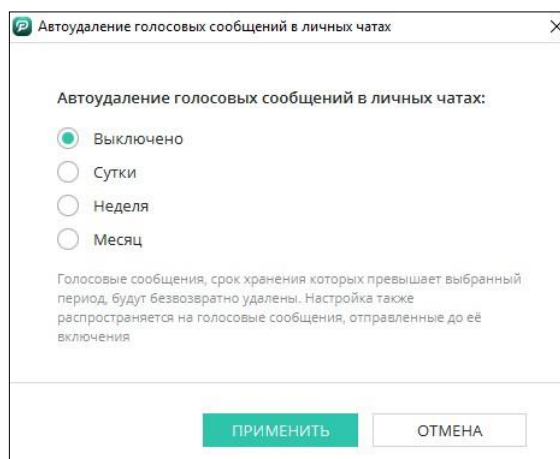 Автоудаление голосовых сообщений в личных чатах
Автоудаление голосовых сообщений в личных чатах:
Выключено
Сутки
Неделя
Месяц
Голосовые сообщения, срок хранения которых превышает выбранный
период, будут безвозвратно удалены. Настройка также
распространяется на голосовые сообщения, отправленные до её
включения
ПРИМЕНИТЬ
ОТМЕНА